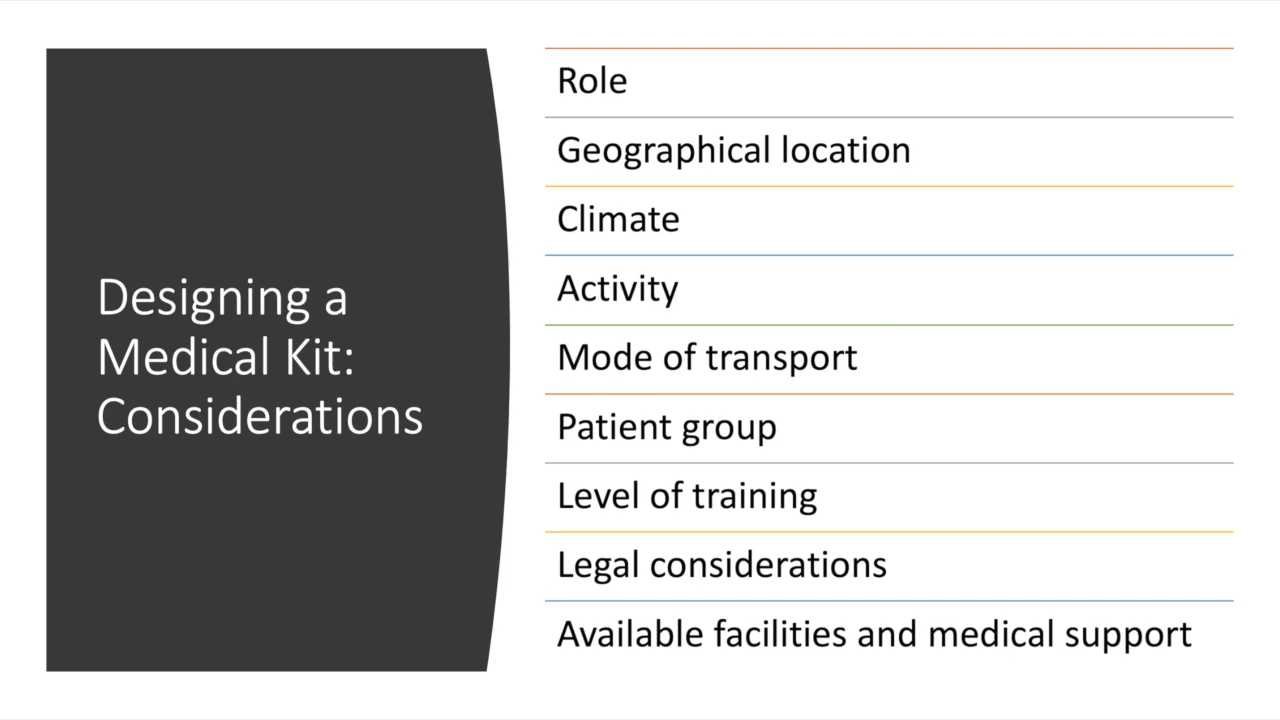 Designing a
Medical Kit:
Considerations
Role
Geographical location
Climate
Activity
Mode of transport
Patient group
Level of training
Legal considerations
Available facilities and medical support